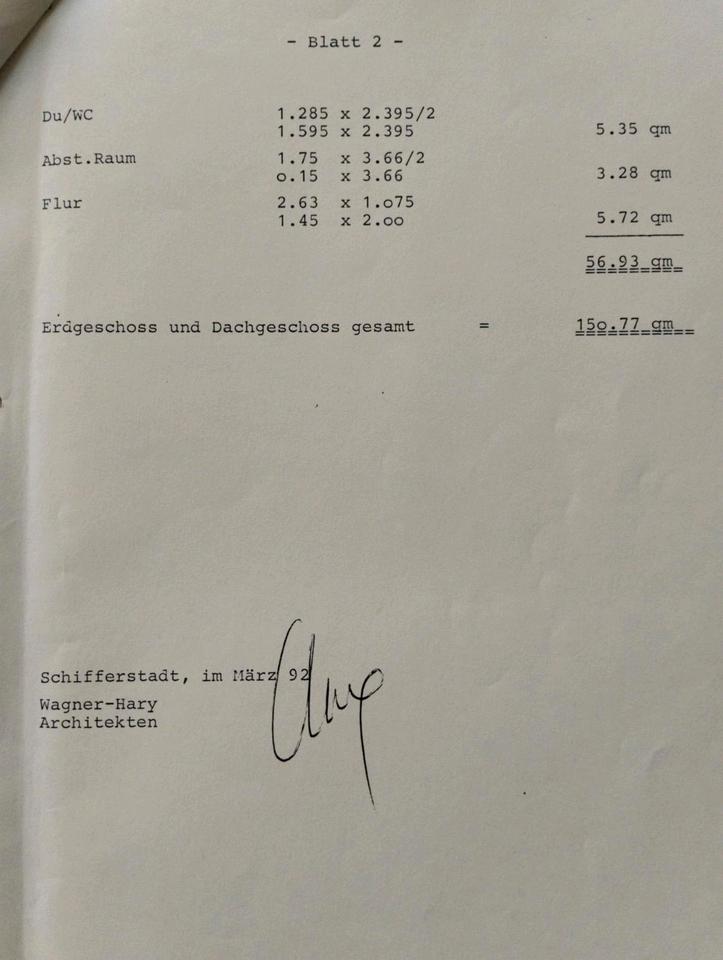 - Blatt 2 -
Du/WC 1.285 x 2.395/2
1.595 x 2.395 5.35 qm
Abst.Raum 1.75 x 3.66/2
o.15 x 3.66 3.28 qm
Flur 2.63 x 1.o75
1.45 x 2.oo 5.72 qm
56.93 qm
Erdgeschoss und Dachgeschoss gesamt = 15o.77 qm
Schifferstadt, im März 92
Wagner-Hary
Architekten